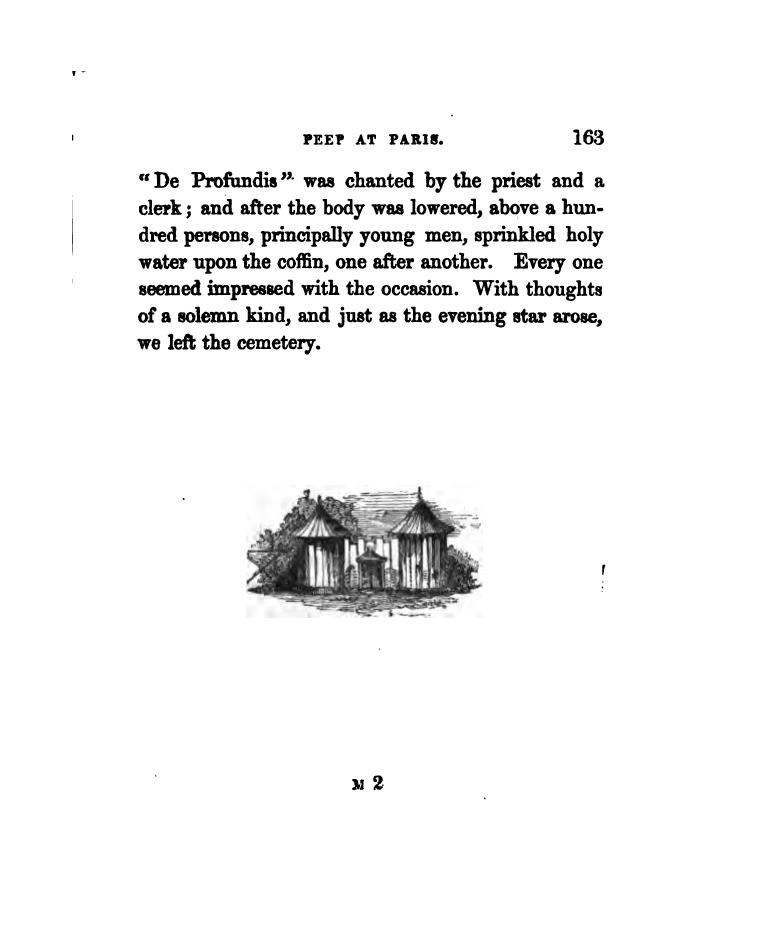 PEEP AT PARIS. 163
"De Profundis" was chanted by the priest and a
clerk; and after the body was lowered, above a hun-
dred persons, principally young men, sprinkled holy
water upon the coffin, one after another. Every one
seemed impressed with the occasion. With thoughts
of a solemn kind, and just as the evening star arose,
we left the cemetery.
M 2